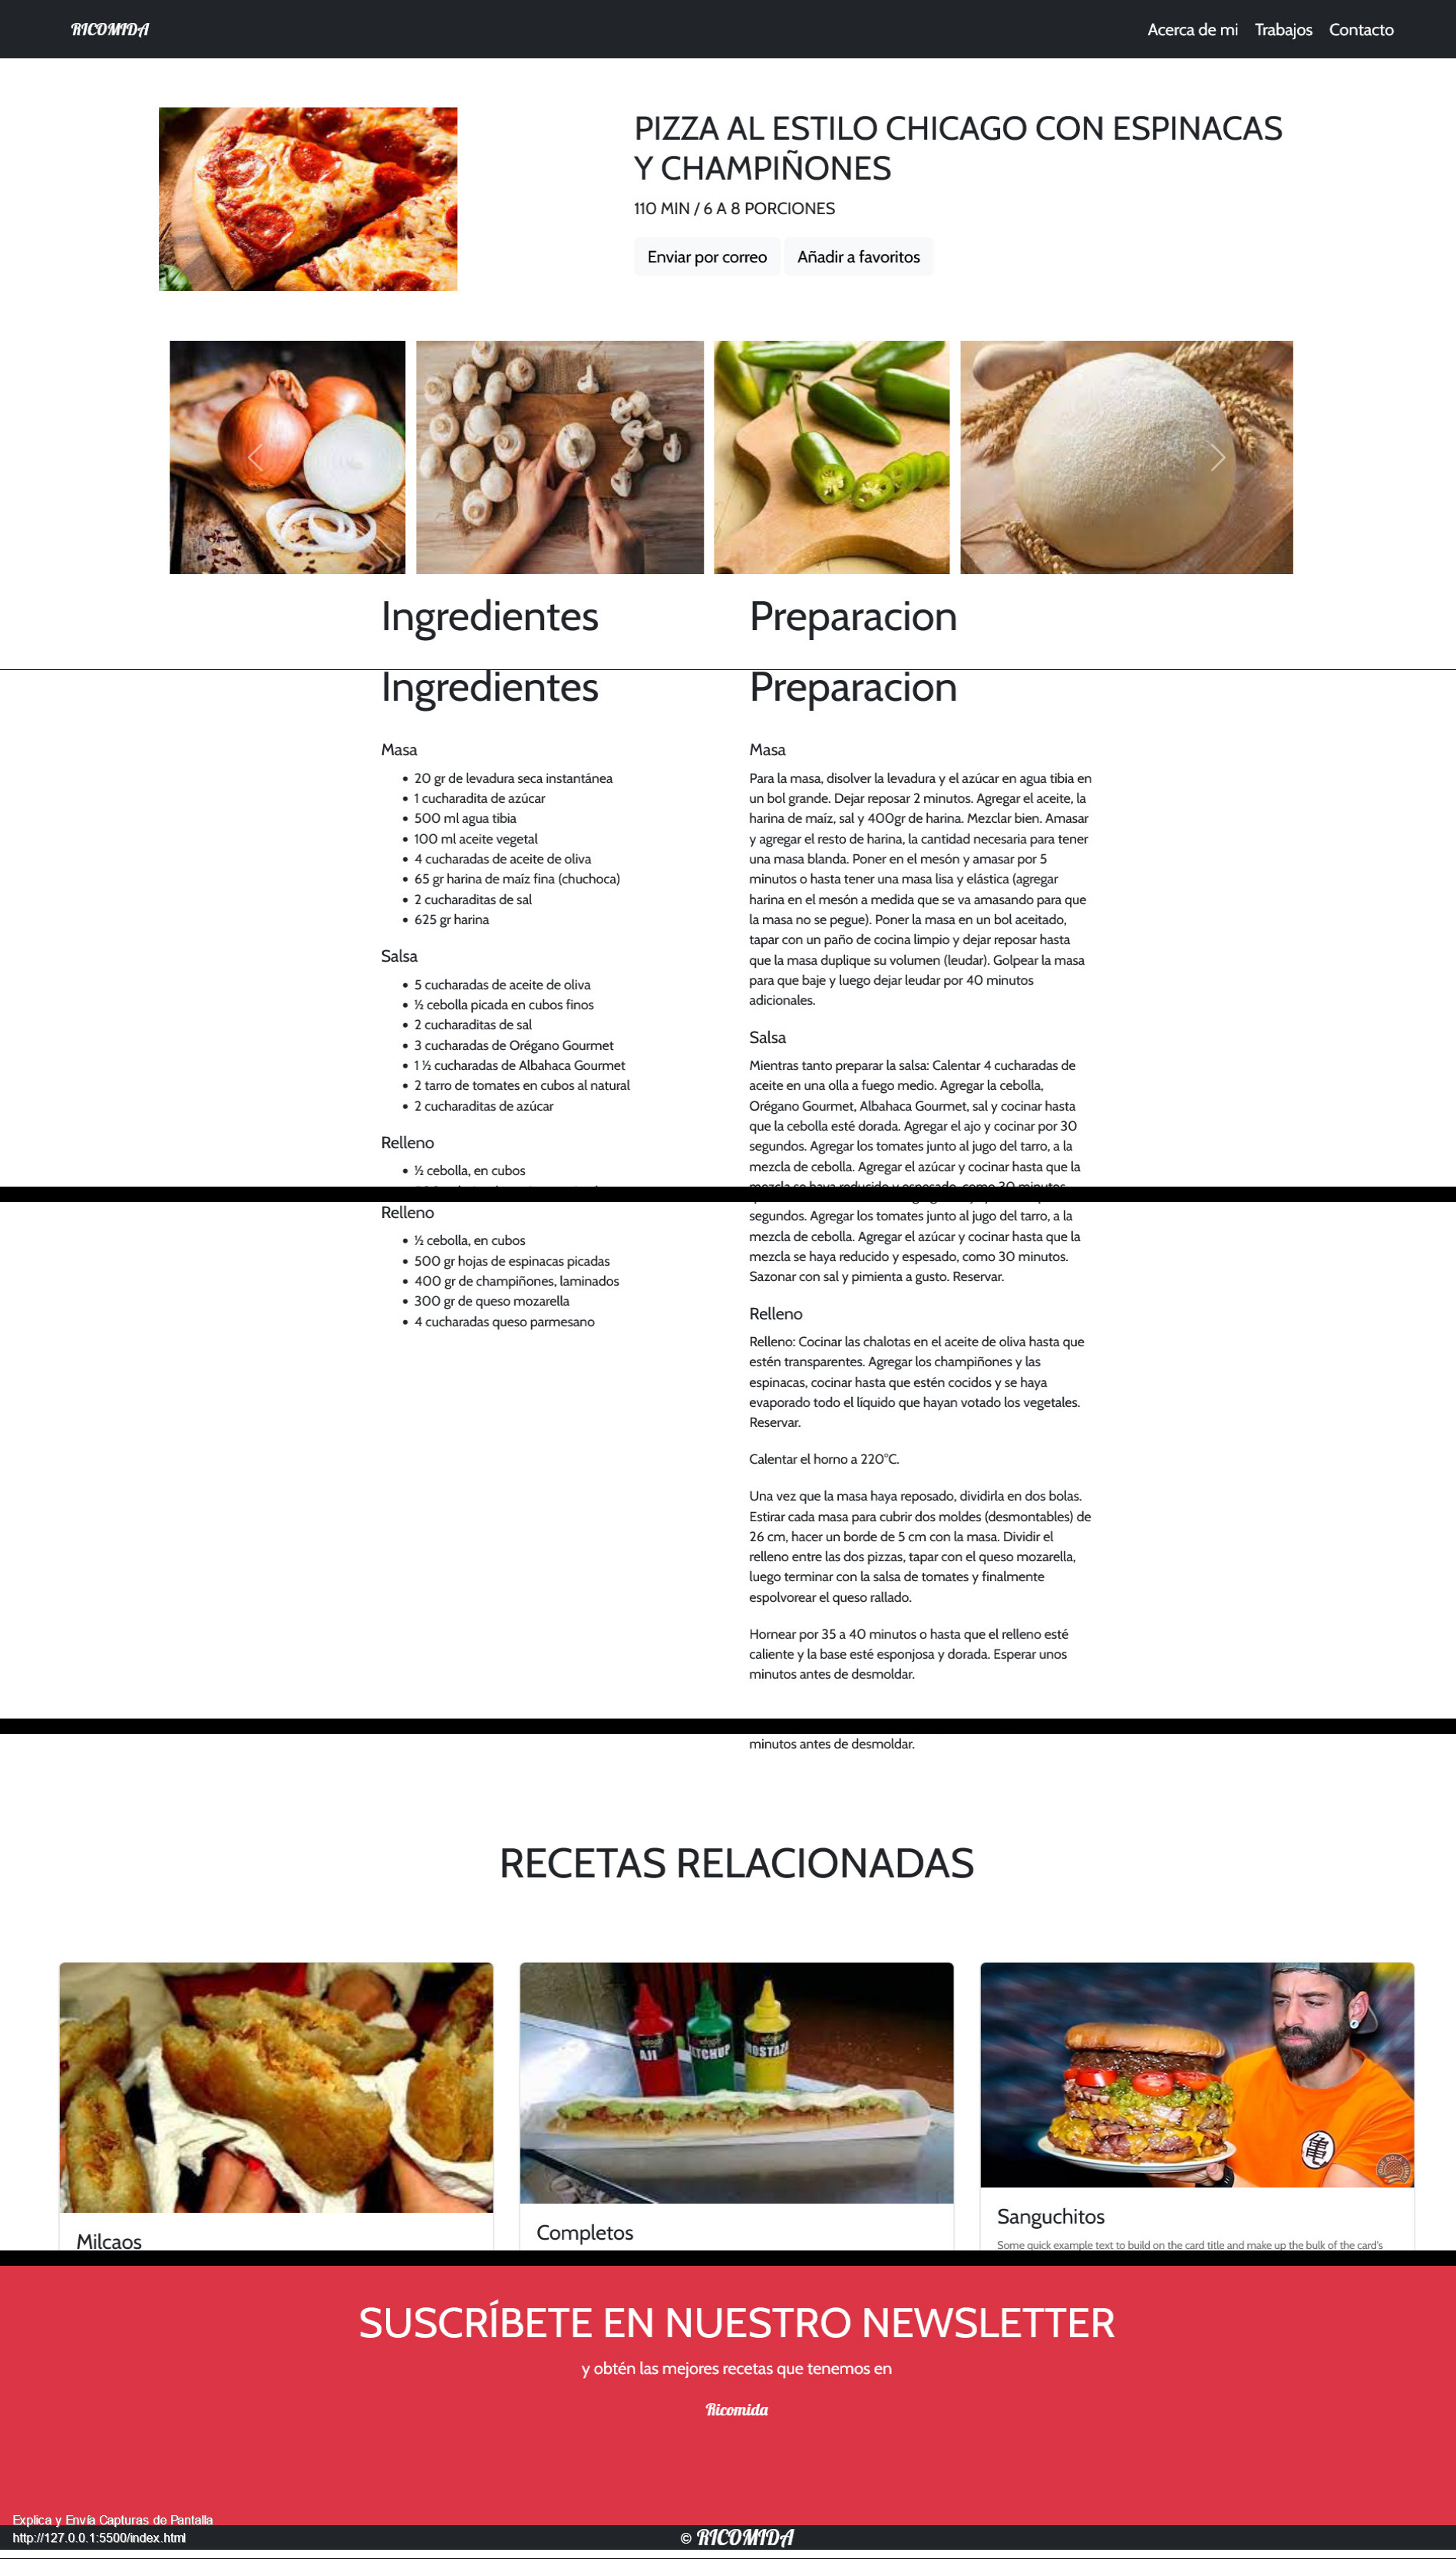 RICOMIDA
Acerca de mi Trabajos Contacto
PIZZA AL ESTILO CHICAGO CON ESPINACAS
Y CHAMPIÑONES
110 MIN / 6 A 8 PORCIONES
Enviar por correo Añadir a favoritos
Ingredientes
Preparacion
Ingredientes
Masa
20 gr de levadura seca instantánea
1 cucharadita de azúcar
500 ml agua tibia
100 ml aceite vegetal
4 cucharadas de aceite de oliva
65 gr harina de maíz fina (chuchoca)
2 cucharaditas de sal
625 gr harina
Salsa
5 cucharadas de aceite de oliva
½ cebolla picada en cubos finos
2 cucharaditas de sal
3 cucharadas de Orégano Gourmet
1 ½ cucharadas de Albahaca Gourmet
2 tarro de tomates en cubos al natural
2 cucharaditas de azúcar
Relleno
½ cebolla, en cubos
Preparacion
Masa
Para la masa, disolver la levadura y el azúcar en agua tibia en
un bol grande. Dejar reposar 2 minutos. Agregar el aceite, la
harina de maíz, sal y 400gr de harina. Mezclar bien. Amasar
y agregar el resto de harina, la cantidad necesaria para tener
una masa blanda. Poner en el mesón y amasar por 5
minutos o hasta tener una masa lisa y elástica (agregar
harina en el mesón a medida que se va amasando para que
la masa no se pegue). Poner la masa en un bol aceitado,
tapar con un paño de cocina limpio y dejar reposar hasta
que la masa duplique su volumen (leudar). Golpear la masa
para que baje y luego dejar leudar por 40 minutos
adicionales.
Salsa
Mientras tanto preparar la salsa: Calentar 4 cucharadas de
aceite en una olla a fuego medio. Agregar la cebolla,
Orégano Gourmet, Albahaca Gourmet, sal y cocinar hasta
que la cebolla esté dorada. Agregar el ajo y cocinar por 30
segundos. Agregar los tomates junto al jugo del tarro, a la
mezcla de cebolla. Agregar el azúcar y cocinar hasta que la
mezcla se haya reducido y espesado, como 30 minutos.
Relleno
½ cebolla, en cubos
500 gr hojas de espinacas picadas
400 gr de champiñones, laminados
300 gr de queso mozarella
4 cucharadas queso parmesano
segundos. Agregar los tomates junto al jugo del tarro, a la
mezcla de cebolla. Agregar el azúcar y cocinar hasta que la
mezcla se haya reducido y espesado, como 30 minutos.
Sazonar con sal y pimienta a gusto. Reservar.
Relleno
Relleno: Cocinar las chalotas en el aceite de oliva hasta que
estén transparentes. Agregar los champiñones y las
espinacas, cocinar hasta que estén cocidos y se haya
evaporado todo el líquido que hayan votado los vegetales.
Reservar.
Calentar el horno a 220°C.
Una vez que la masa haya reposado, dividirla en dos bolas.
Estirar cada masa para cubrir dos moldes (desmontables) de
26 cm, hacer un borde de 5 cm con la masa. Dividir el
relleno entre las dos pizzas, tapar con el queso mozarella,
luego terminar con la salsa de tomates y finalmente
espolvorear el queso rallado.
Hornear por 35 a 40 minutos o hasta que el relleno esté
caliente y la base esté esponjosa y dorada. Esperar unos
minutos antes de desmoldar.
minutos antes de desmoldar.
RECETAS RELACIONADAS
AJI
KETCHUP
MOSTAZA
Milcaos
Completos
Sanguchitos
Some quick example text to build on the card title and make up the bulk of the card's
SUSCRÍBETE EN NUESTRO NEWSLETTER
y obtén las mejores recetas que tenemos en
Ricomida
Explica y Envía Capturas de Pantalla
http://127.0.0.1:5500/index.html
© RICOMIDA